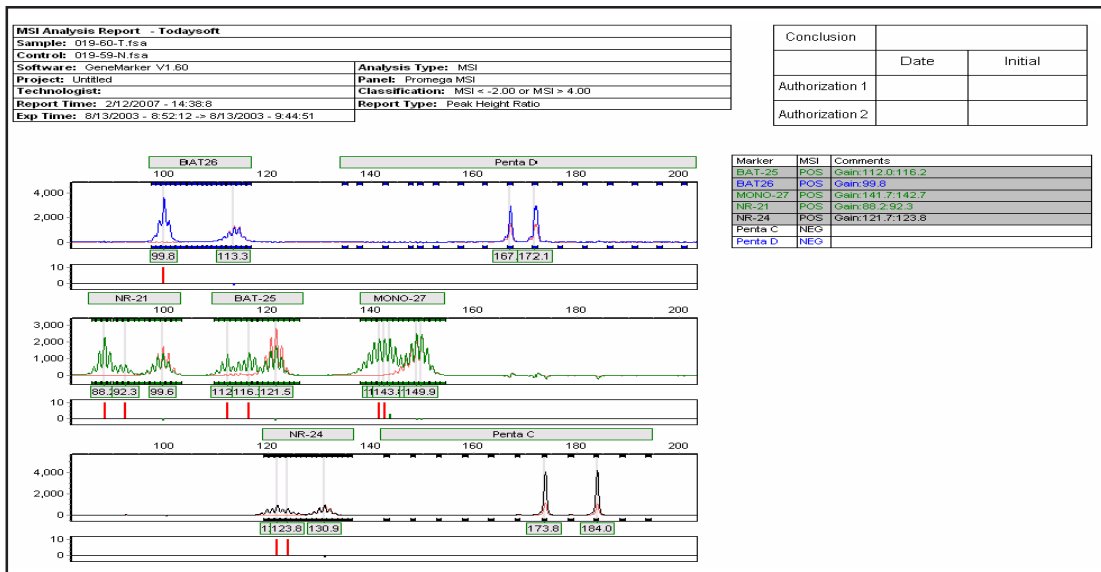 MSI Analysis Report - Todaysoft
Sample: 019-60-T.fsa
Control: 019-59-N.fsa
Software: GeneMarker V1.60 Analysis Type: MSI
Project: Untitled Panel: Promega MSI
Technologist: Classification: MSI < -2.00 or MSI > 4.00
Report Time: 2/12/2007 - 14:38:8 Report Type: Peak Height Ratio
Exp Time: 8/13/2003 - 8:52:12 -> 8/13/2003 - 9:44:51
Conclusion
Date Initial
Authorization 1
Authorization 2
BAT26 Penta D
100 120 140 160 180 200
4,000
2,000
0
99.8 113.3 167. 172.1
10
0
NR-21 BAT-25 MONO-27
100 120 140 160 180 200
3,000
2,000
1,000
0
88. 92.3 99.6 112 116. 121.5 143. 149.9
10
0
NR-24 Penta C
100 120 140 160 180 200
4,000
2,000
0
123.8 130.9 173.8 184.0
10
0
Marker MSI Comments
BAT-25 POS Gain:112.0:116.2
BAT26 POS Gain:99.8
MONO-27 POS Gain:141.7:142.7
NR-21 POS Gain:88.2:92.3
NR-24 POS Gain:121.7:123.8
Penta C NEG
Penta D NEG